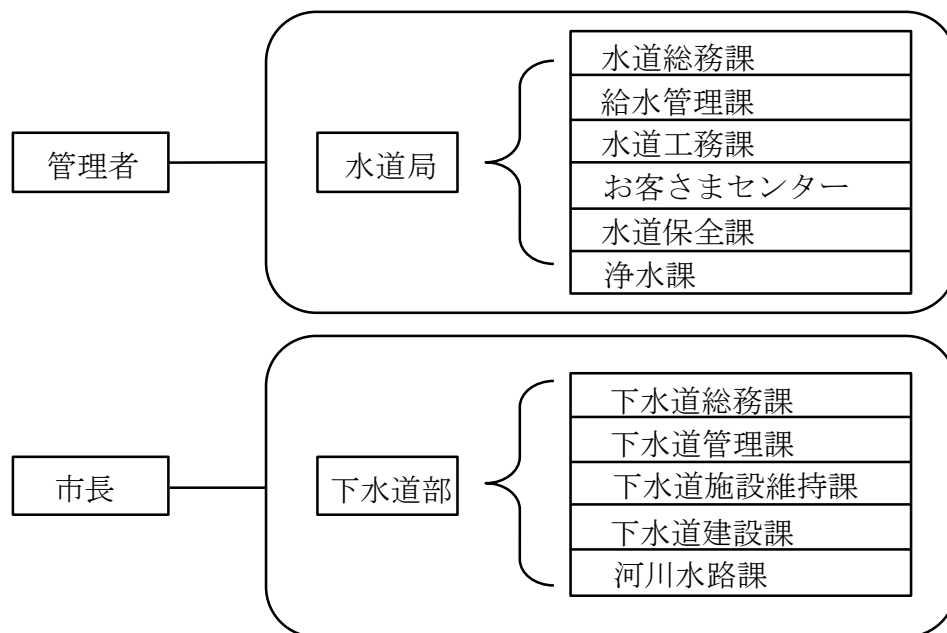 管理者
水道局
水道総務課
給水管理課
水道工務課
お客さまセンター
水道保全課
浄水課
市長
下水道部
下水道総務課
下水道管理課
下水道施設維持課
下水道建設課
河川水路課